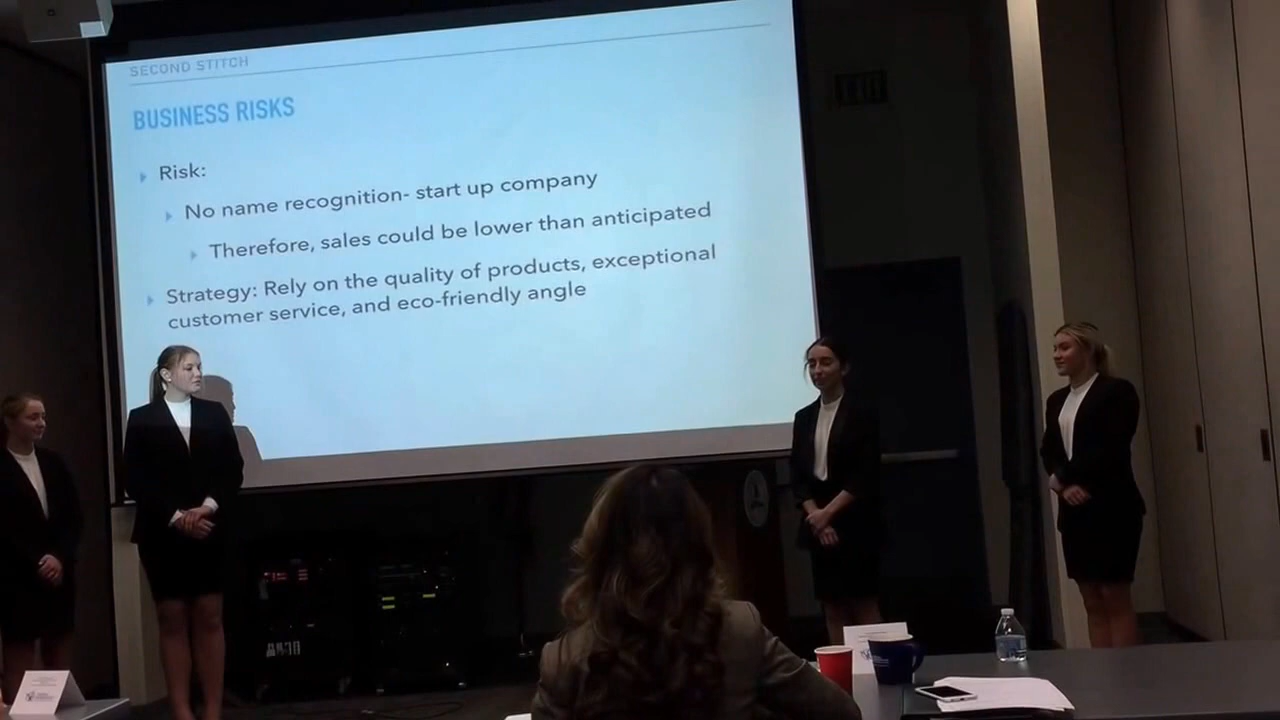 SECOND STITCH
BUSINESS RISKS
Risk:
No name recognition- start up company
Therefore, sales could be lower than anticipated
Strategy: Rely on the quality of products, exceptional
customer service, and eco-friendly angle